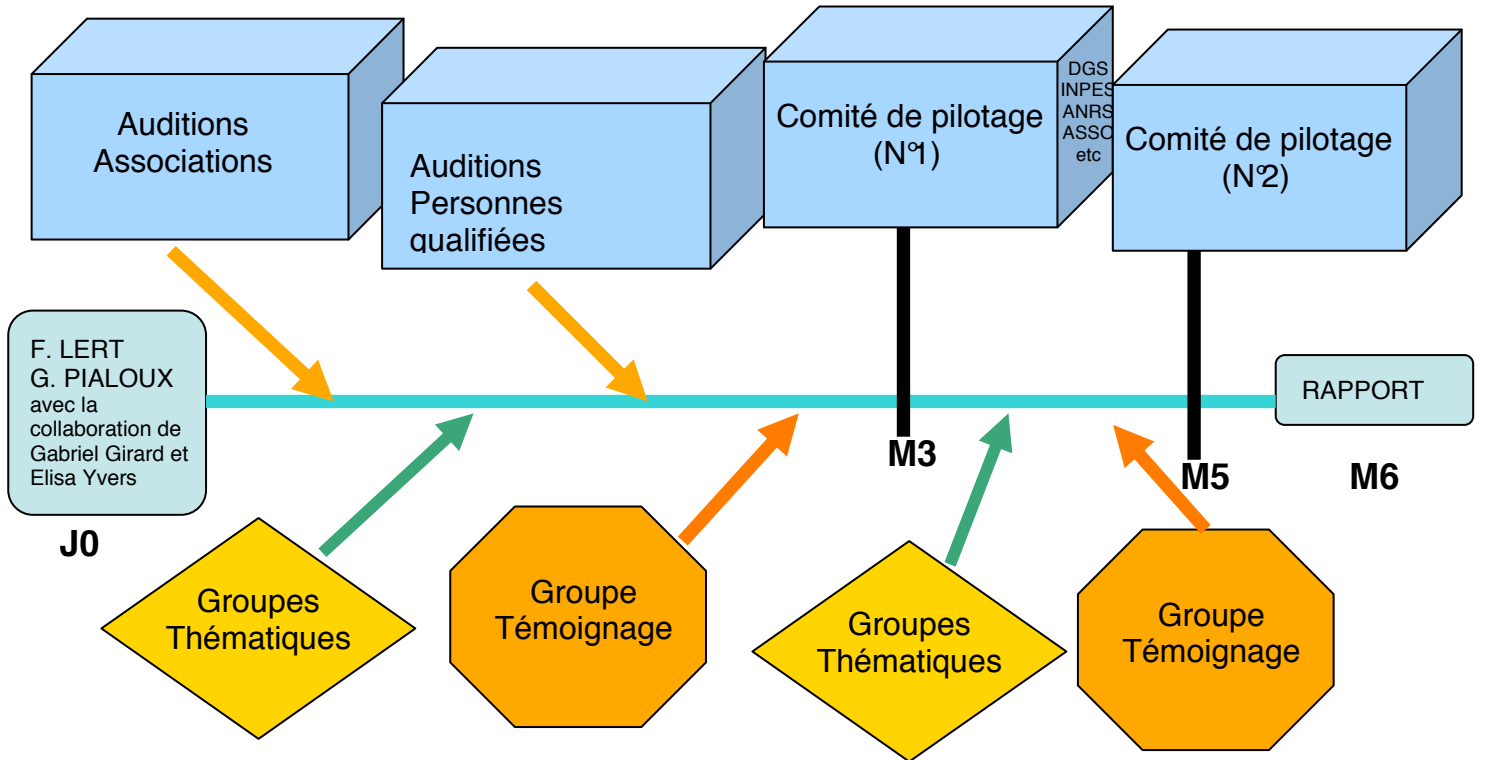 Auditions
Associations
Auditions
Personnes
qualifiées
Comité de pilotage
(N°1)
DGS
INPES
ANRS
ASSO
etc
Comité de pilotage
(N°2)
F. LERT
G. PIALOUX
avec la
collaboration de
Gabriel Girard et
Elisa Yvers
J0
M3
M5
RAPPORT
M6
Groupes
Thématiques
Groupe
Témoignage
Groupes
Thématiques
Groupe
Témoignage